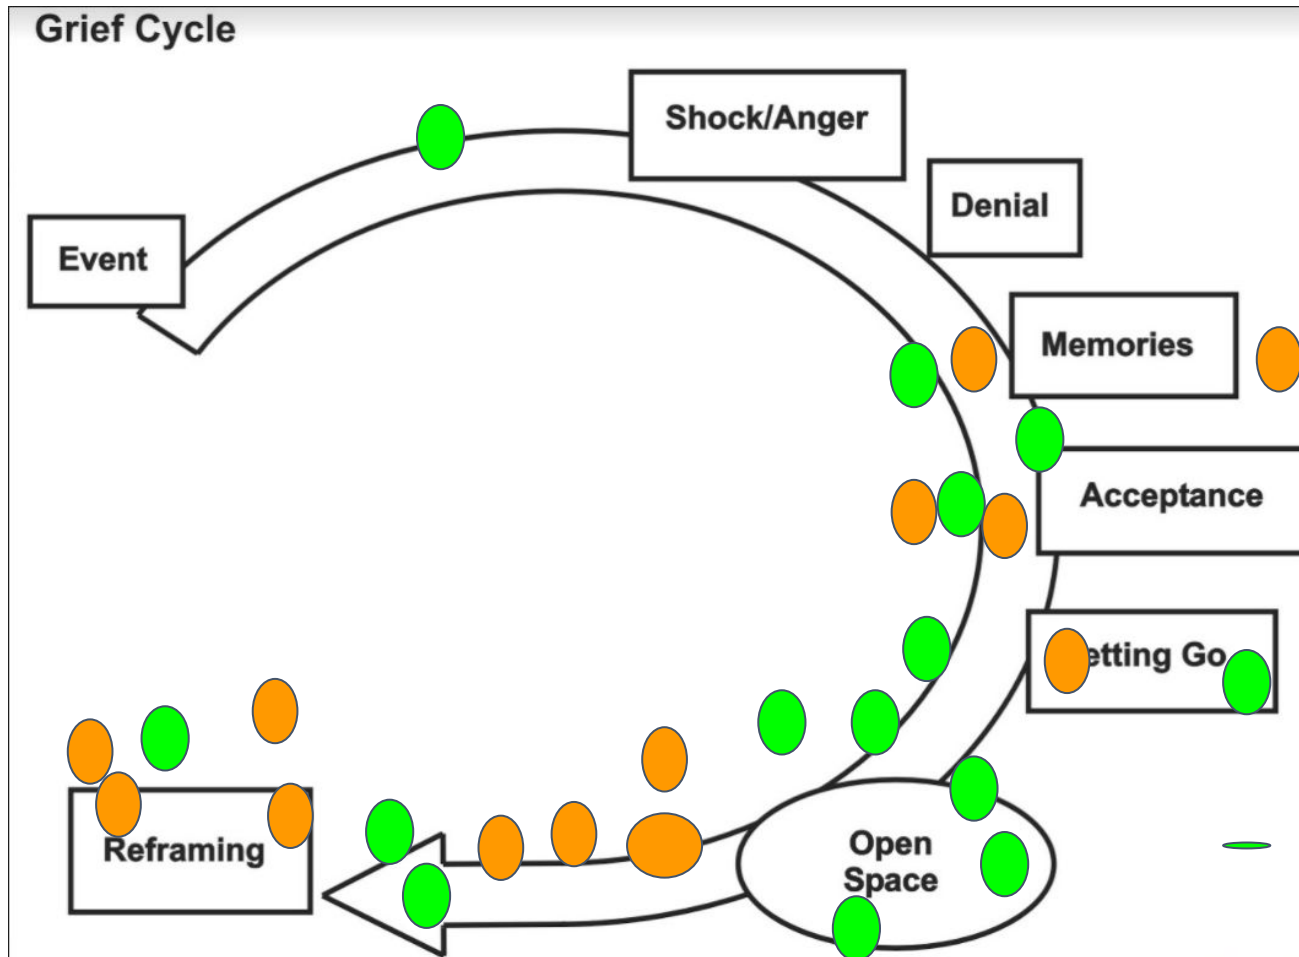 Grief Cycle
Shock/Anger
Denial
Event
Memories
Acceptance
etting Go
Open
Space
Reframing